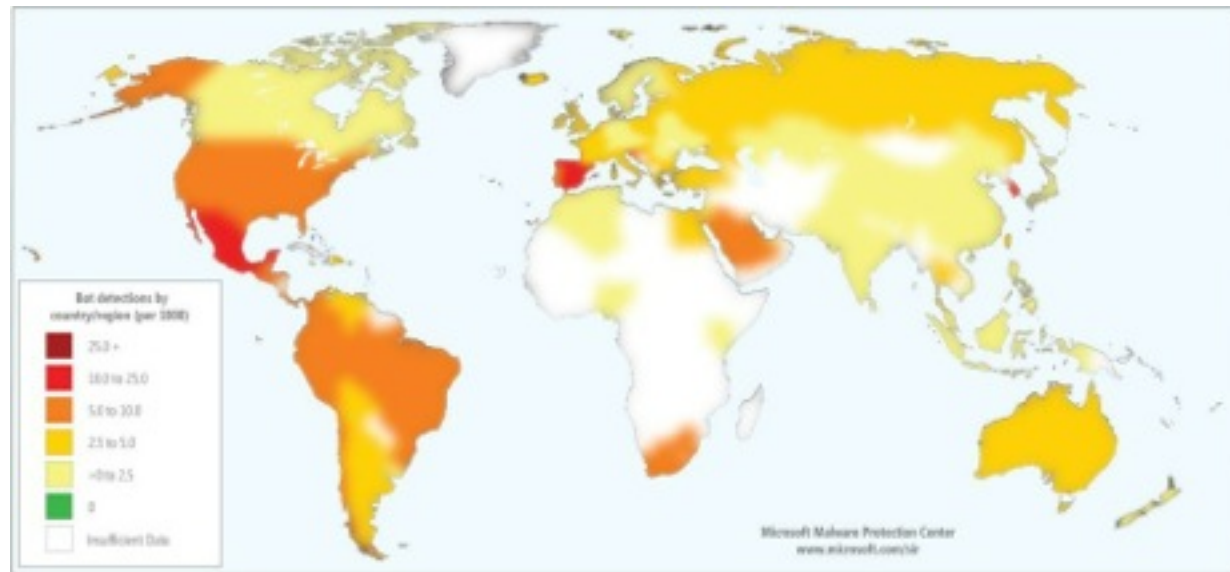 Bot detections by
country/region (per 1000)
25.0 +
10.0 to 25.0
5.0 to 10.0
2.5 to 5.0
>0 to 2.5
0
Insufficient Data
Microsoft Malware Protection Center
www.microsoft.com/sir